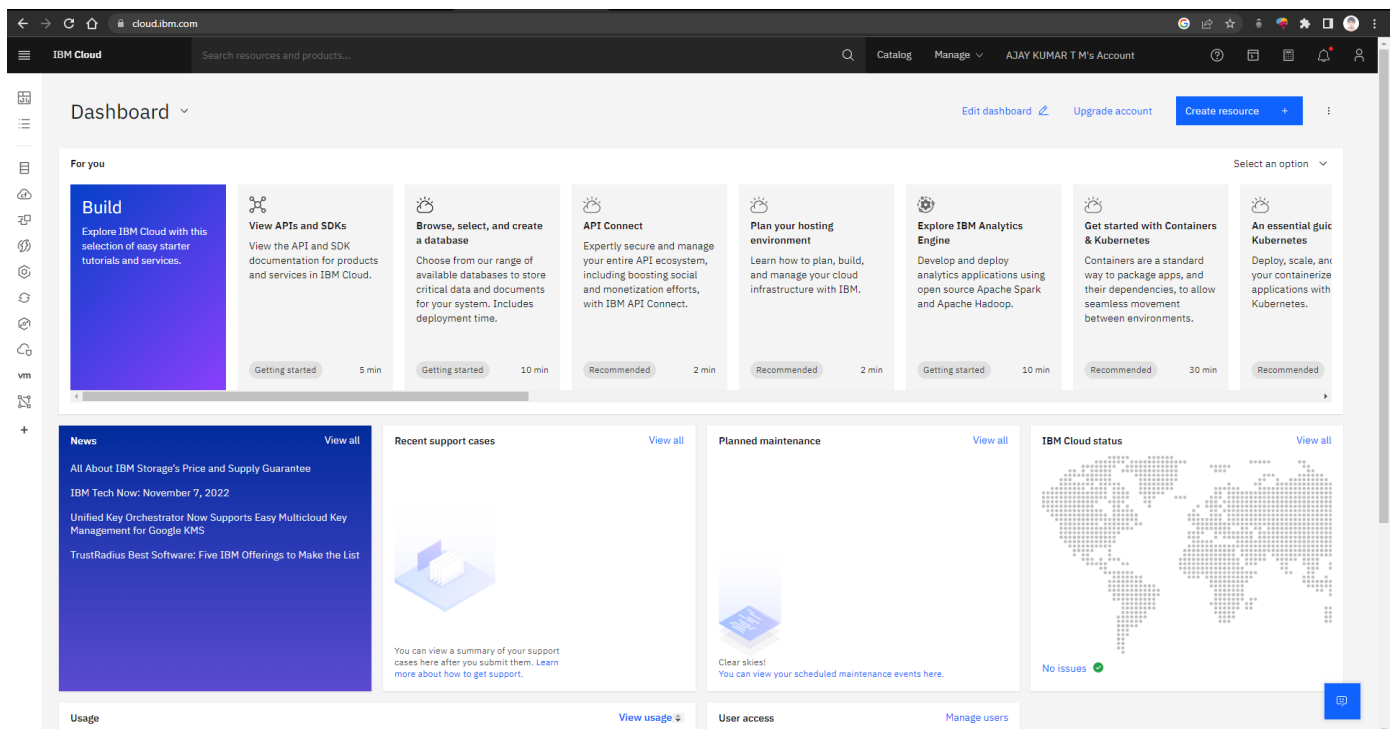 cloud.ibm.com
IBM Cloud
Search resources and products...
Catalog
Manage
AJAY KUMAR T M's Account
Dashboard
Edit dashboard
Upgrade account
Create resource +
For you
Select an option
Build
Explore IBM Cloud with this
selection of easy starter
tutorials and services.
View APIs and SDKs
View the API and SDK
documentation for products
and services in IBM Cloud.
Getting started 5 min
Browse, select, and create
a database
Choose from our range of
available databases to store
critical data and documents
for your system. Includes
deployment time.
Getting started 10 min
API Connect
Expertly secure and manage
your entire API ecosystem,
including boosting social
and monetization efforts,
with IBM API Connect.
Recommended 2 min
Plan your hosting
environment
Learn how to plan, build,
and manage your cloud
infrastructure with IBM.
Recommended 2 min
Explore IBM Analytics
Engine
Develop and deploy
analytics applications using
open source Apache Spark
and Apache Hadoop.
Getting started 10 min
Get started with Containers
& Kubernetes
Containers are a standard
way to package apps, and
their dependencies, to allow
seamless movement
between environments.
Recommended 30 min
An essential guid
Kubernetes
Deploy, scale, and
your containerize
applications with
Kubernetes.
Recommended
vm
News View all
All About IBM Storage's Price and Supply Guarantee
IBM Tech Now: November 7, 2022
Unified Key Orchestrator Now Supports Easy Multicloud Key
Management for Google KMS
TrustRadius Best Software: Five IBM Offerings to Make the List
Recent support cases View all
You can view a summary of your support
cases here after you submit them. Learn
more about how to get support.
Planned maintenance View all
Clear skies!
You can view your scheduled maintenance events here.
IBM Cloud status View all
No issues
Usage View usage
User access Manage users